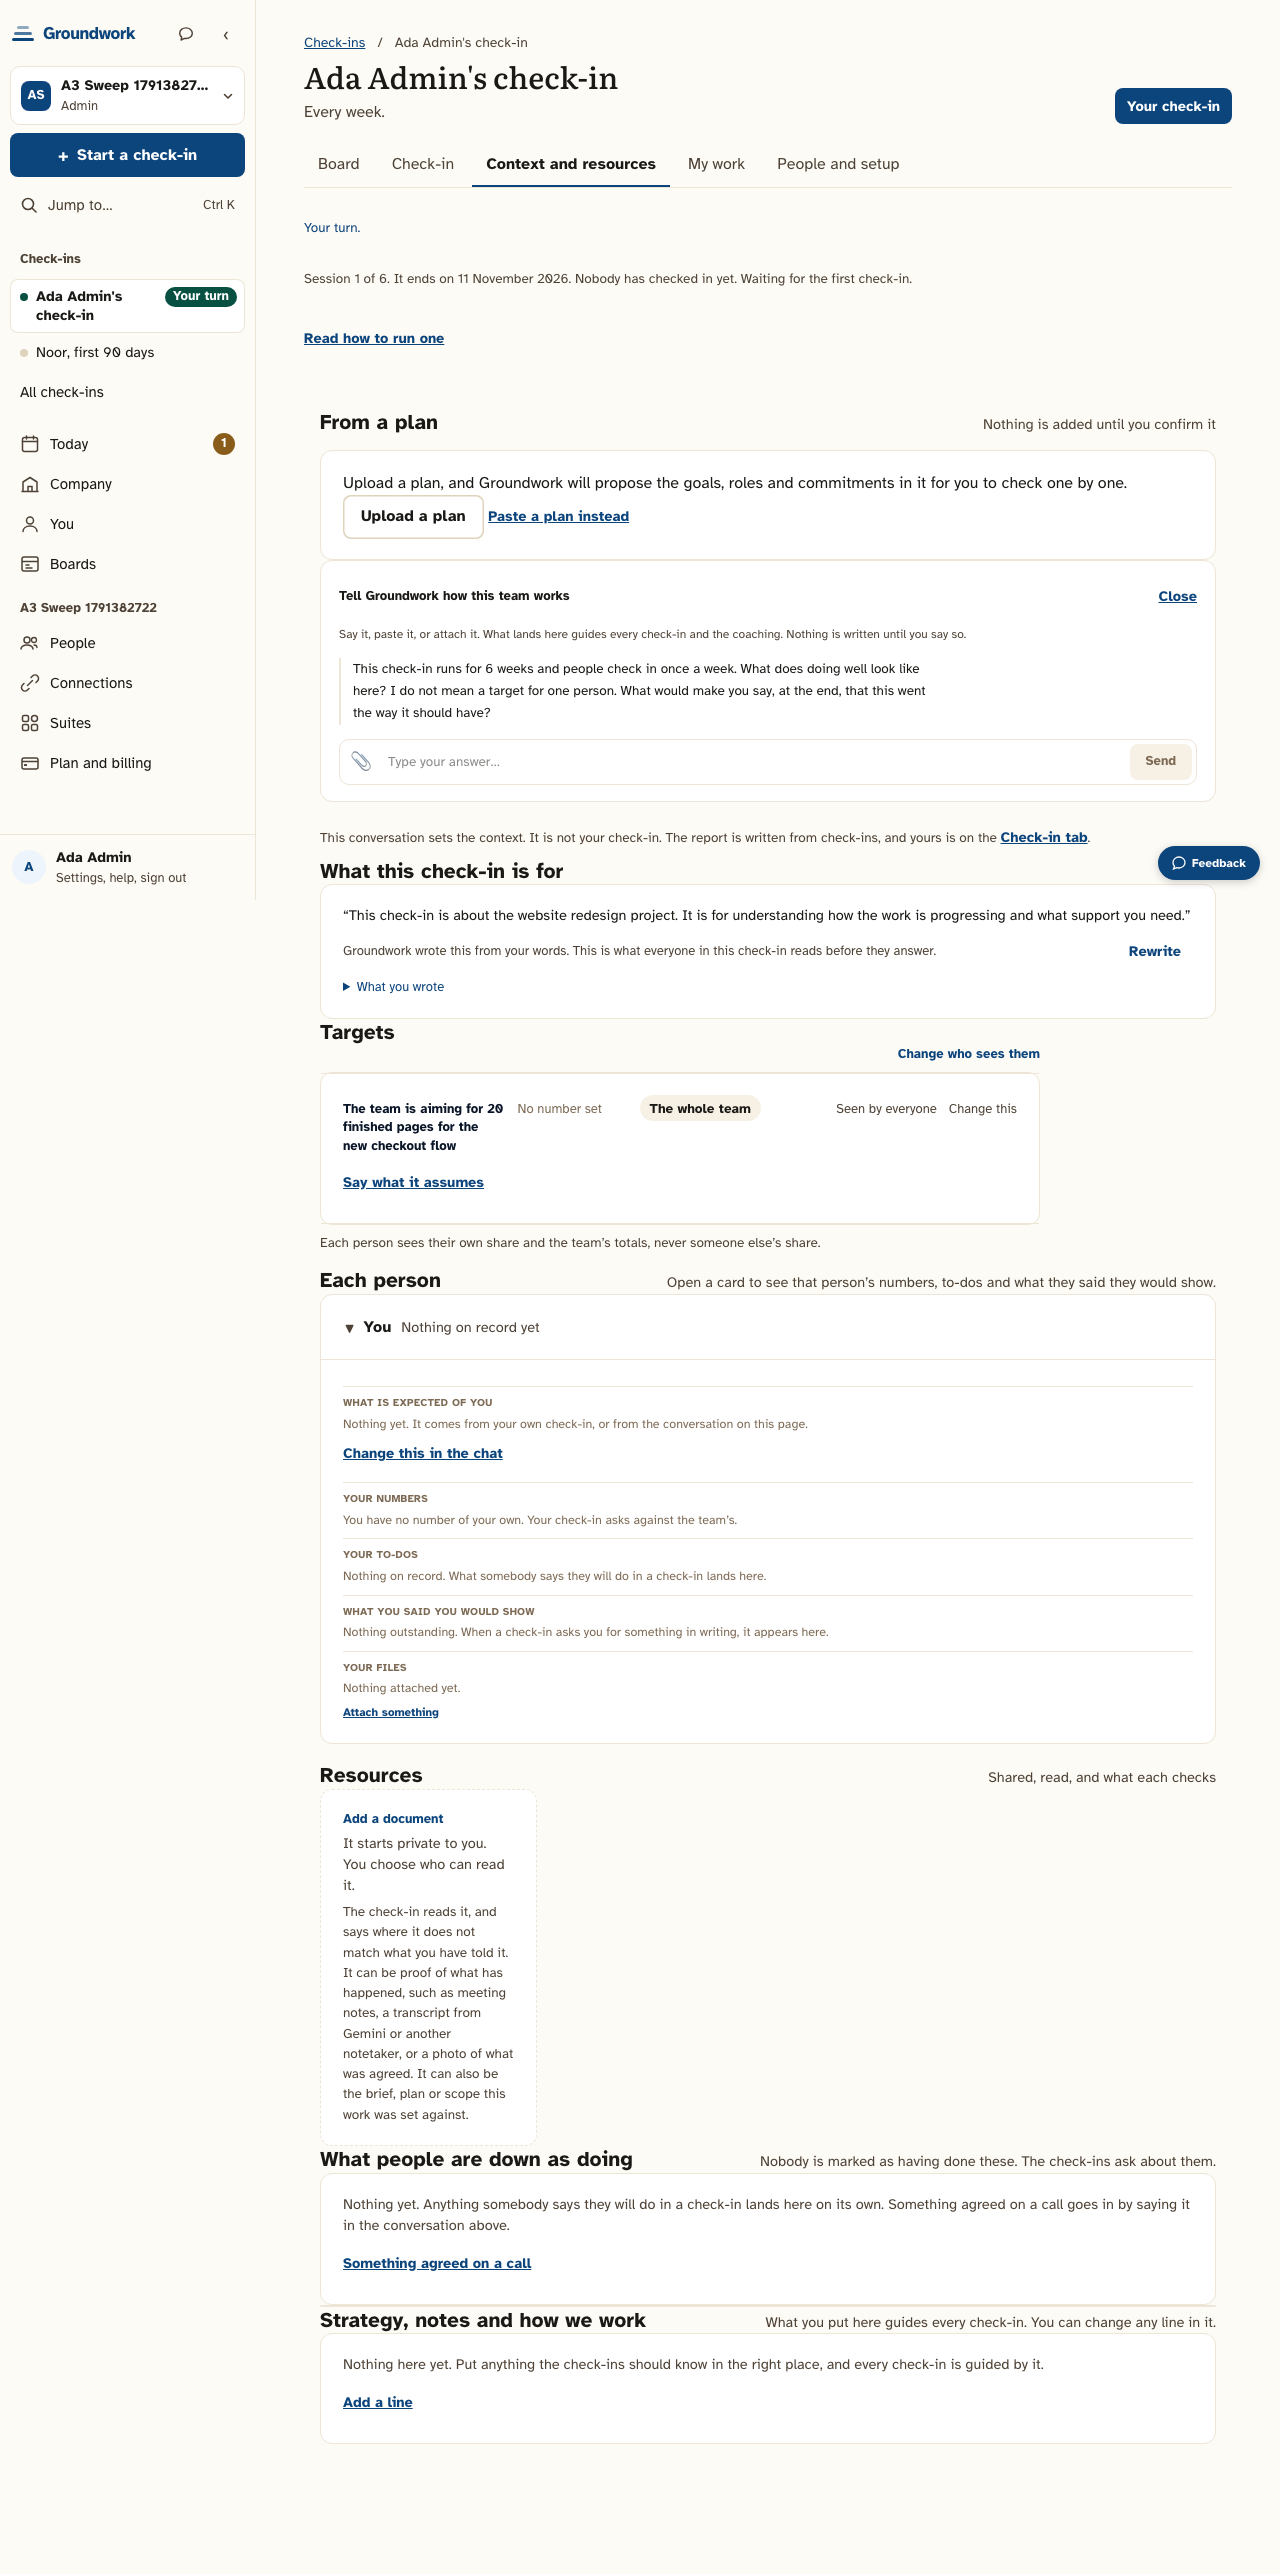 Groundwork
‹
AS
A3 Sweep 17913827...
Admin
+ Start a check-in
Jump to...
Ctrl K
Check-ins
Ada Admin's
check-in
Your turn
Noor, first 90 days
All check-ins
Today
1
Company
You
Boards
A3 Sweep 1791382722
People
Connections
Suites
Plan and billing
A
Ada Admin
Settings, help, sign out
Check-ins / Ada Admin's check-in
Ada Admin's check-in
Every week.
Your check-in
Board
Check-in
Context and resources
My work
People and setup
Your turn.
Session 1 of 6. It ends on 11 November 2026. Nobody has checked in yet. Waiting for the first check-in.
Read how to run one
From a plan
Nothing is added until you confirm it
Upload a plan, and Groundwork will propose the goals, roles and commitments in it for you to check one by one.
Upload a plan
Paste a plan instead
Tell Groundwork how this team works
Close
Say it, paste it, or attach it. What lands here guides every check-in and the coaching. Nothing is written until you say so.
This check-in runs for 6 weeks and people check in once a week. What does doing well look like
here? I do not mean a target for one person. What would make you say, at the end, that this went
the way it should have?
Type your answer...
Send
This conversation sets the context. It is not your check-in. The report is written from check-ins, and yours is on the Check-in tab.
Feedback
What this check-in is for
“This check-in is about the website redesign project. It is for understanding how the work is progressing and what support you need.”
Groundwork wrote this from your words. This is what everyone in this check-in reads before they answer.
Rewrite
▶ What you wrote
Targets
Change who sees them
The team is aiming for 20
finished pages for the
new checkout flow
No number set
The whole team
Seen by everyone
Change this
Say what it assumes
Each person sees their own share and the team’s totals, never someone else’s share.
Each person
Open a card to see that person’s numbers, to-dos and what they said they would show.
▼ You Nothing on record yet
WHAT IS EXPECTED OF YOU
Nothing yet. It comes from your own check-in, or from the conversation on this page.
Change this in the chat
YOUR NUMBERS
You have no number of your own. Your check-in asks against the team’s.
YOUR TO-DOS
Nothing on record. What somebody says they will do in a check-in lands here.
WHAT YOU SAID YOU WOULD SHOW
Nothing outstanding. When a check-in asks you for something in writing, it appears here.
YOUR FILES
Nothing attached yet.
Attach something
Resources
Shared, read, and what each checks
Add a document
It starts private to you.
You choose who can read
it.
The check-in reads it, and
says where it does not
match what you have told it.
It can be proof of what has
happened, such as meeting
notes, a transcript from
Gemini or another
notetaker, or a photo of what
was agreed. It can also be
the brief, plan or scope this
work was set against.
What people are down as doing
Nobody is marked as having done these. The check-ins ask about them.
Nothing yet. Anything somebody says they will do in a check-in lands here on its own. Something agreed on a call goes in by saying it
in the conversation above.
Something agreed on a call
Strategy, notes and how we work
What you put here guides every check-in. You can change any line in it.
Nothing here yet. Put anything the check-ins should know in the right place, and every check-in is guided by it.
Add a line